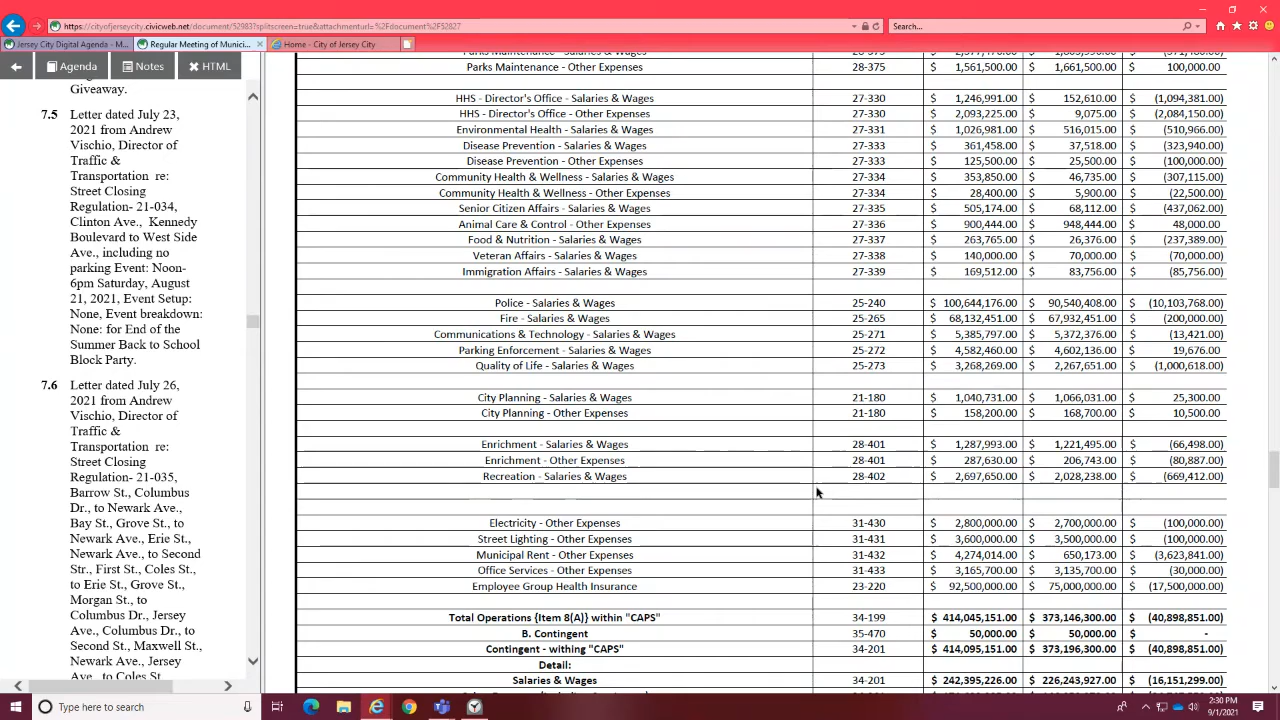 https://cityofjerseycity.civicweb.net/document/52983?splitscreen=true&attachmenturl=%2Fdocument%2F52827
Search...
Jersey City Digital Agenda - M...
Regular Meeting of Munici...
Home - City of Jersey City
Agenda
Notes
HTML
Giveaway.
7.5 Letter dated July 23,
2021 from Andrew
Vischio, Director of
Traffic &
Transportation re:
Street Closing
Regulation- 21-034,
Clinton Ave., Kennedy
Boulevard to West Side
Ave., including no
parking Event: Noon-
6pm Saturday, August
21, 2021, Event Setup:
None, Event breakdown:
None: for End of the
Summer Back to School
Block Party.
7.6 Letter dated July 26,
2021 from Andrew
Vischio, Director of
Traffic &
Transportation re:
Street Closing
Regulation- 21-035,
Barrow St., Columbus
Dr., to Newark Ave.,
Bay St., Grove St., to
Newark Ave., Erie St.,
Newark Ave., to Second
Str., First St., Coles St.,
to Erie St., Grove St.,
Morgan St., to
Columbus Dr., Jersey
Ave., Columbus Dr., to
Second St., Maxwell St.,
Newark Ave., Jersey
Ave., to Coles St.
Parks Maintenance - Other Expenses 28-375 $ 1,561,500.00 $ 1,661,500.00 $ 100,000.00
HHS - Director's Office - Salaries & Wages 27-330 $ 1,246,991.00 $ 152,610.00 $ (1,094,381.00)
HHS - Director's Office - Other Expenses 27-330 $ 2,093,225.00 $ 9,075.00 $ (2,084,150.00)
Environmental Health - Salaries & Wages 27-331 $ 1,026,981.00 $ 516,015.00 $ (510,966.00)
Disease Prevention - Salaries & Wages 27-333 $ 361,458.00 $ 37,518.00 $ (323,940.00)
Disease Prevention - Other Expenses 27-333 $ 125,500.00 $ 25,500.00 $ (100,000.00)
Community Health & Wellness - Salaries & Wages 27-334 $ 353,850.00 $ 46,735.00 $ (307,115.00)
Community Health & Wellness - Other Expenses 27-334 $ 28,400.00 $ 5,900.00 $ (22,500.00)
Senior Citizen Affairs - Salaries & Wages 27-335 $ 505,174.00 $ 68,112.00 $ (437,062.00)
Animal Care & Control - Other Expenses 27-336 $ 900,444.00 $ 948,444.00 $ 48,000.00
Food & Nutrition - Salaries & Wages 27-337 $ 263,765.00 $ 26,376.00 $ (237,389.00)
Veteran Affairs - Salaries & Wages 27-338 $ 140,000.00 $ 70,000.00 $ (70,000.00)
Immigration Affairs - Salaries & Wages 27-339 $ 169,512.00 $ 83,756.00 $ (85,756.00)
Police - Salaries & Wages 25-240 $ 100,644,176.00 $ 90,540,408.00 $ (10,103,768.00)
Fire - Salaries & Wages 25-265 $ 68,132,451.00 $ 67,932,451.00 $ (200,000.00)
Communications & Technology - Salaries & Wages 25-271 $ 5,385,797.00 $ 5,372,376.00 $ (13,421.00)
Parking Enforcement - Salaries & Wages 25-272 $ 4,582,460.00 $ 4,602,136.00 $ 19,676.00
Quality of Life - Salaries & Wages 25-273 $ 3,268,269.00 $ 2,267,651.00 $ (1,000,618.00)
City Planning - Salaries & Wages 21-180 $ 1,040,731.00 $ 1,066,031.00 $ 25,300.00
City Planning - Other Expenses 21-180 $ 158,200.00 $ 168,700.00 $ 10,500.00
Enrichment - Salaries & Wages 28-401 $ 1,287,993.00 $ 1,221,495.00 $ (66,498.00)
Enrichment - Other Expenses 28-401 $ 287,630.00 $ 206,743.00 $ (80,887.00)
Recreation - Salaries & Wages 28-402 $ 2,697,650.00 $ 2,028,238.00 $ (669,412.00)
Electricity - Other Expenses 31-430 $ 2,800,000.00 $ 2,700,000.00 $ (100,000.00)
Street Lighting - Other Expenses 31-431 $ 3,600,000.00 $ 3,500,000.00 $ (100,000.00)
Municipal Rent - Other Expenses 31-432 $ 4,274,014.00 $ 650,173.00 $ (3,623,841.00)
Office Services - Other Expenses 31-433 $ 3,165,700.00 $ 3,135,700.00 $ (30,000.00)
Employee Group Health Insurance 23-220 $ 92,500,000.00 $ 75,000,000.00 $ (17,500,000.00)
Total Operations {Item 8(A)} within "CAPS" 34-199 $ 414,045,151.00 $ 373,146,300.00 $ (40,898,851.00)
B. Contingent 35-470 $ 50,000.00 $ 50,000.00 $ -
Contingent - withing "CAPS" 34-201 $ 414,095,151.00 $ 373,196,300.00 $ (40,898,851.00)
Detail:
Salaries & Wages 34-201 $ 242,395,226.00 $ 226,243,927.00 $ (16,151,299.00)
Type here to search
2:30 PM
9/1/2021